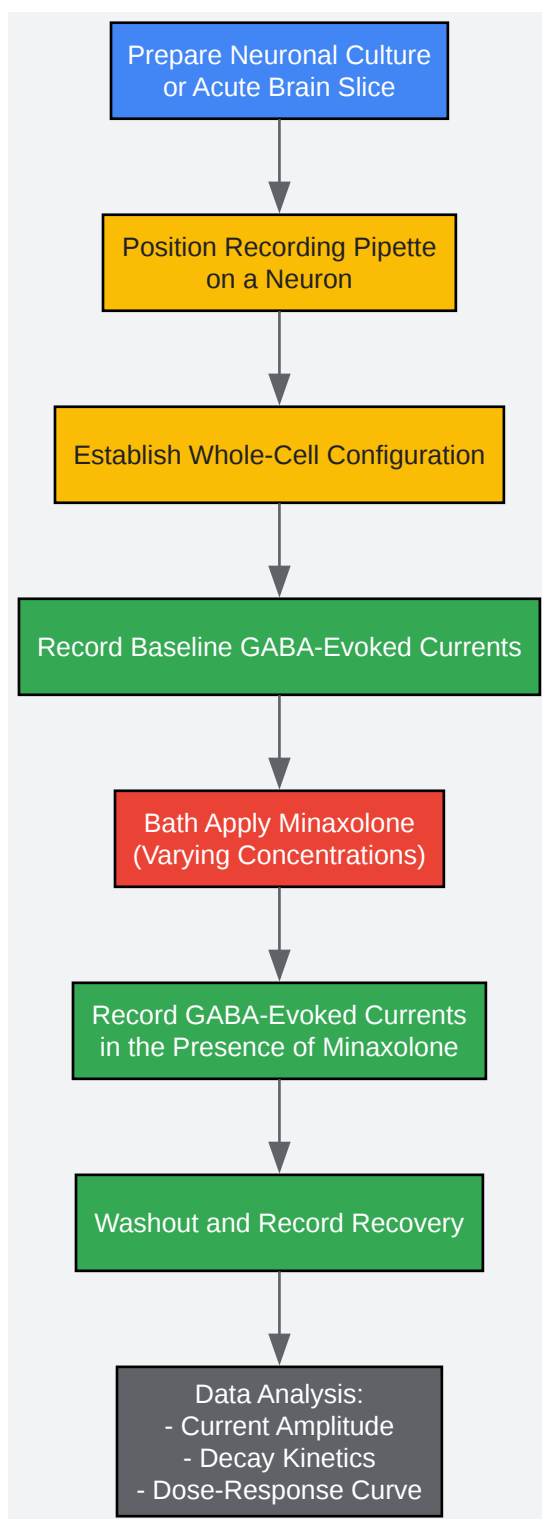 Prepare Neuronal Culture
or Acute Brain Slice
Position Recording Pipette
on a Neuron
Establish Whole-Cell Configuration
Record Baseline GABA-Evoked Currents
Bath Apply Minaxolone
(Varying Concentrations)
Record GABA-Evoked Currents
in the Presence of Minaxolone
Washout and Record Recovery
Data Analysis:
- Current Amplitude
- Decay Kinetics
- Dose-Response Curve